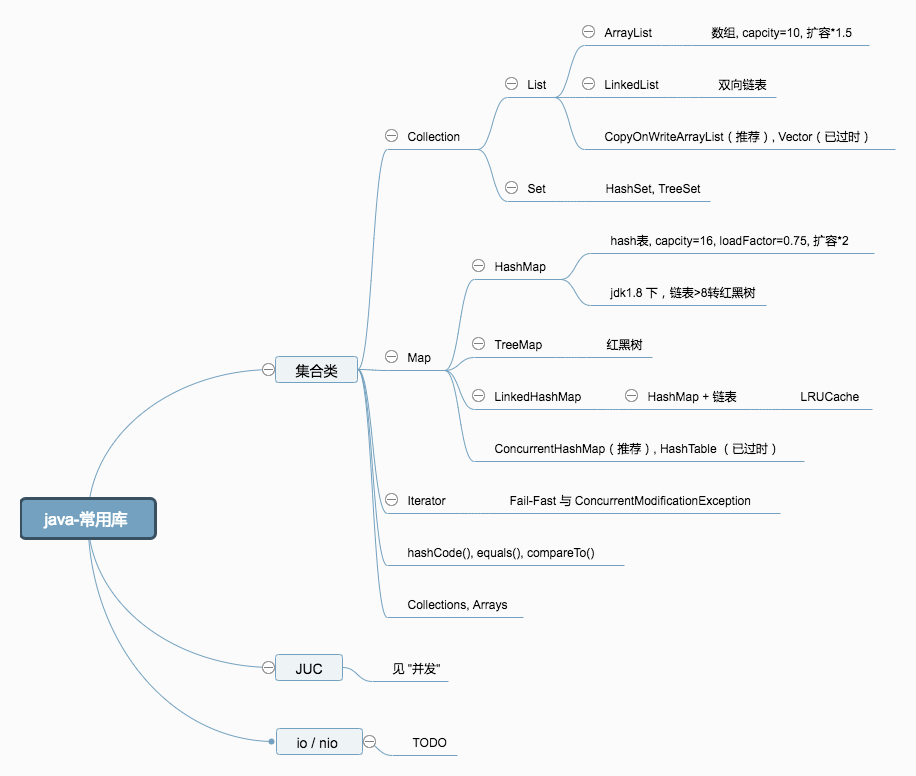 ArrayList 数组, capcity=10, 扩容*1.5
List
LinkedList 双向链表
Collection
CopyOnWriteArrayList（推荐）, Vector（已过时）
Set HashSet, TreeSet
hash表, capcity=16, loadFactor=0.75, 扩容*2
HashMap
jdk1.8 下，链表>8转红黑树
TreeMap 红黑树
Map
集合类
LinkedHashMap HashMap + 链表 LRUCache
ConcurrentHashMap（推荐）, HashTable （已过时）
Iterator Fail-Fast 与 ConcurrentModificationException
java-常用库
hashCode(), equals(), compareTo()
Collections, Arrays
JUC 见 "并发"
io / nio TODO